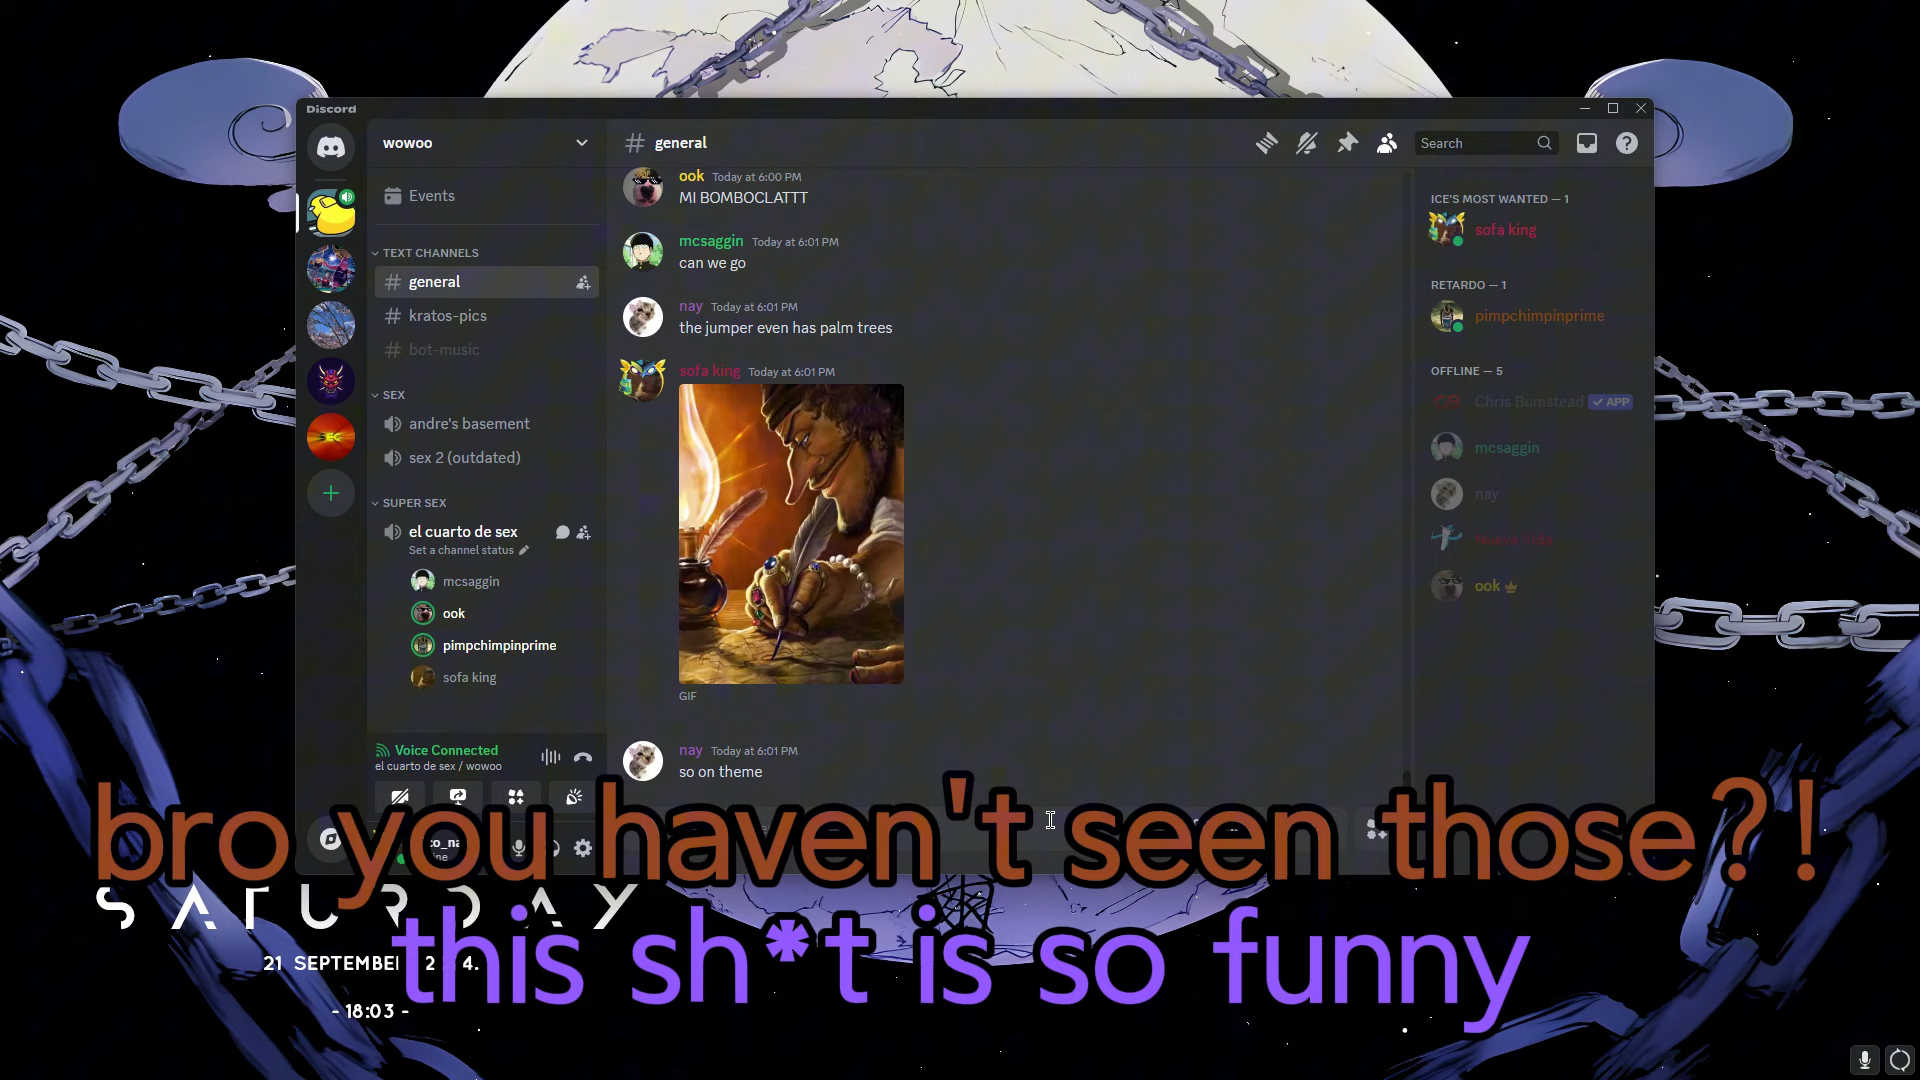 Discord
wowoo
general
Search
Events
TEXT CHANNELS
general
kratos-pics
bot-music
SEX
andre's basement
sex 2 (outdated)
SUPER SEX
el cuarto de sex
Set a channel status
mcsaggin
ook
pimpchimpinprime
sofa king
Voice Connected
el cuarto de sex / wowoo
ook Today at 6:00 PM
MI BOMBOCLATTT
mcsaggin Today at 6:01 PM
can we go
nay Today at 6:01 PM
the jumper even has palm trees
sofa king Today at 6:01 PM
GIF
nay Today at 6:01 PM
so on theme
ICE'S MOST WANTED — 1
sofa king
RETARDO — 1
pimpchimpinprime
OFFLINE — 5
Chris Bumstead APP
mcsaggin
nay
Nueva Vida
ook
bro you haven't seen those?!
this sh*t is so funny
SATURDAY
21 SEPTEMBER
- 18:03 -